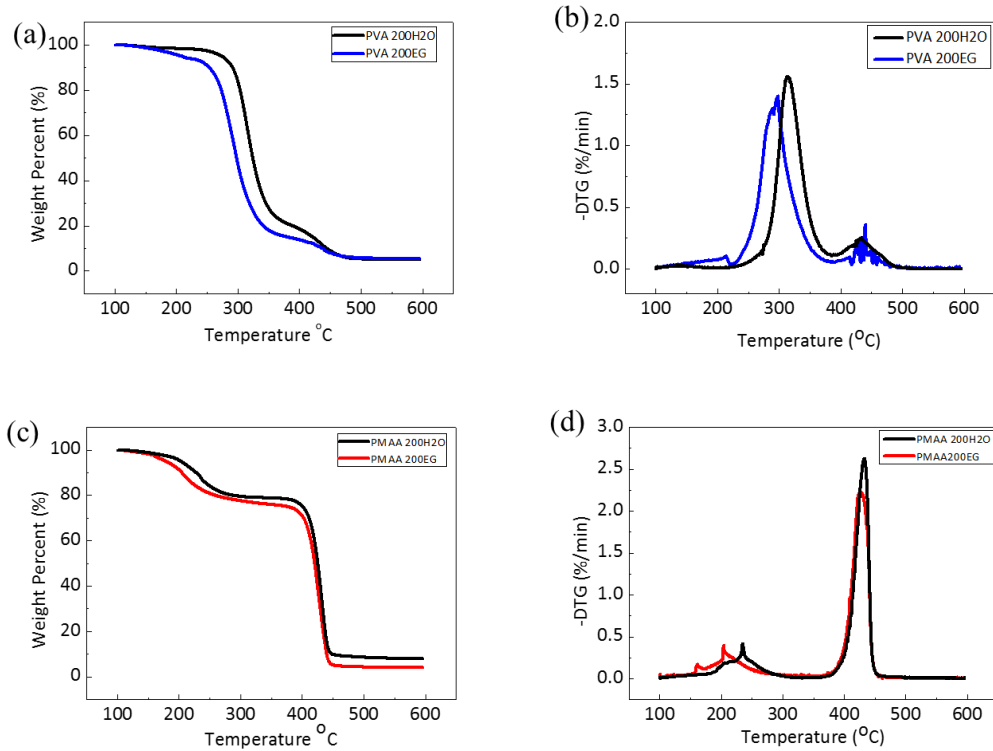 (a)
PVA 200H2O
PVA 200EG
100
80
60
40
20
0
Weight Percent (%)
100 200 300 400 500 600
Temperature °C
(b)
PVA 200H2O
PVA 200EG
2.0
1.5
1.0
0.5
0.0
-DTG (%/min)
100 200 300 400 500 600
Temperature (°C)
(c)
PMAA 200H2O
PMAA 200EG
100
80
60
40
20
0
Weight Percent (%)
100 200 300 400 500 600
Temperature °C
(d)
PMAA 200H2O
PMAA200EG
3.0
2.5
2.0
1.5
1.0
0.5
0.0
-DTG (%/min)
100 200 300 400 500 600
Temperature (°C)